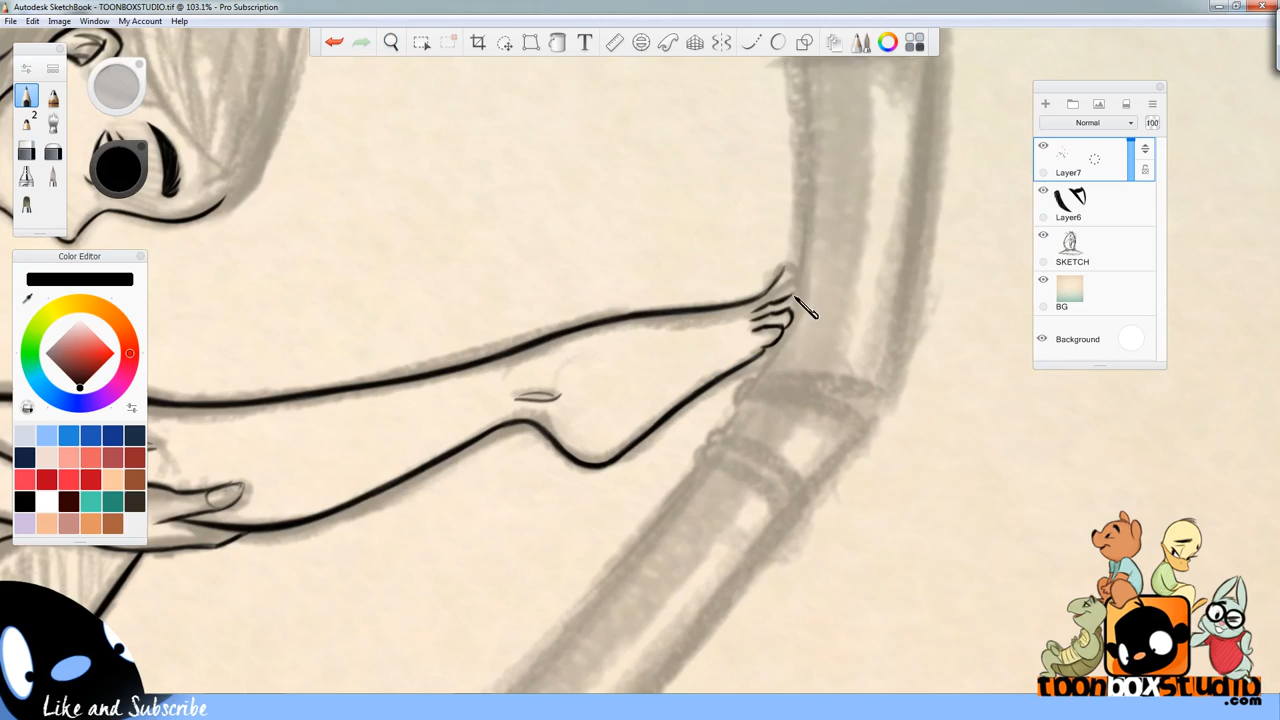 Autodesk SketchBook - TOONBOXSTUDIO.tif @ 103.1% - Pro Subscription
File Edit Image Window My Account Help
2
Color Editor
Normal 100
Layer7
Layer6
SKETCH
BG
Background
Like and Subscribe
toonboxstudio
.com